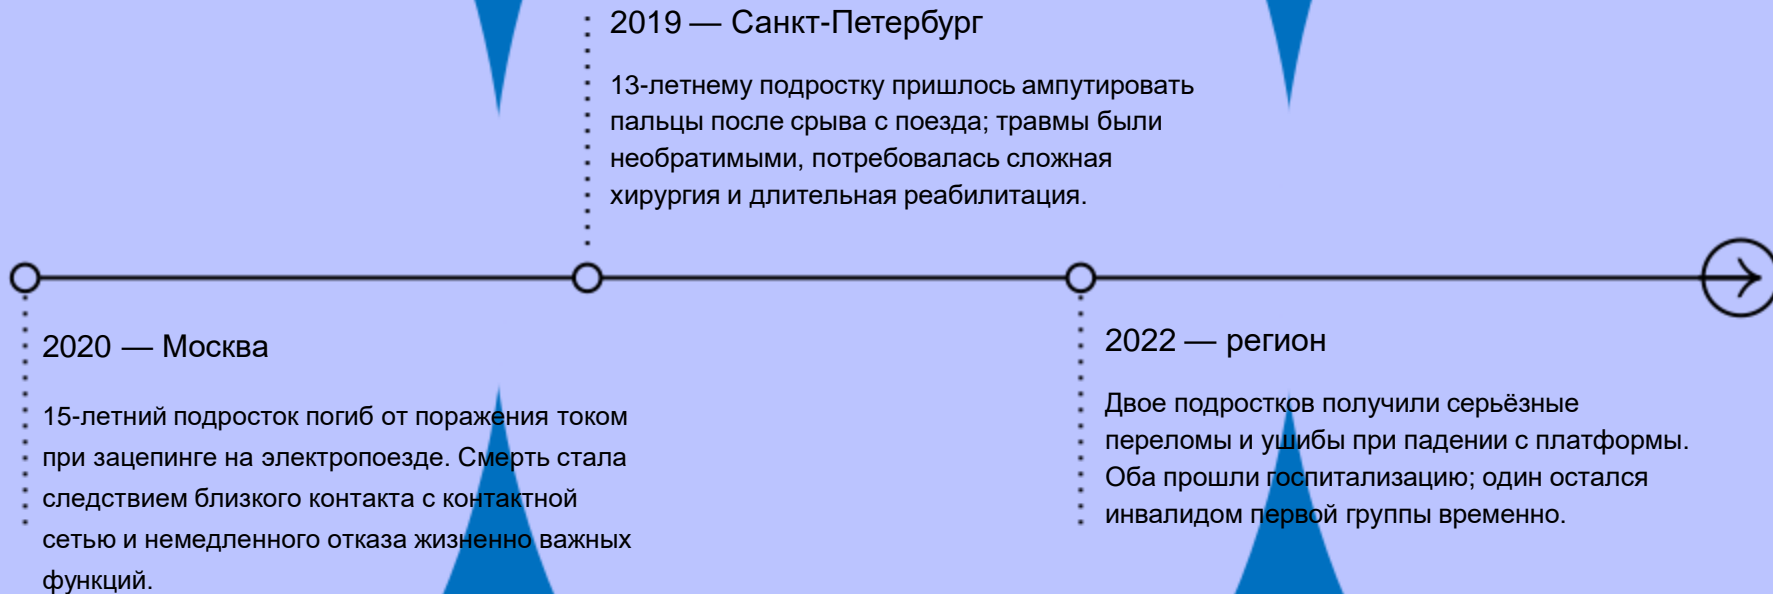 2019 — Санкт-Петербург
13-летнему подростку пришлось ампутировать
пальцы после срыва с поезда; травмы были
необратимыми, потребовалась сложная
хирургия и длительная реабилитация.
2020 — Москва
15-летний подросток погиб от поражения током
при зацепинге на электропоезде. Смерть стала
следствием близкого контакта с контактной
сетью и немедленного отказа жизненно важных
функций.
2022 — регион
Двое подростков получили серьёзные
переломы и ушибы при падении с платформы.
Оба прошли госпитализацию; один остался
инвалидом первой группы временно.